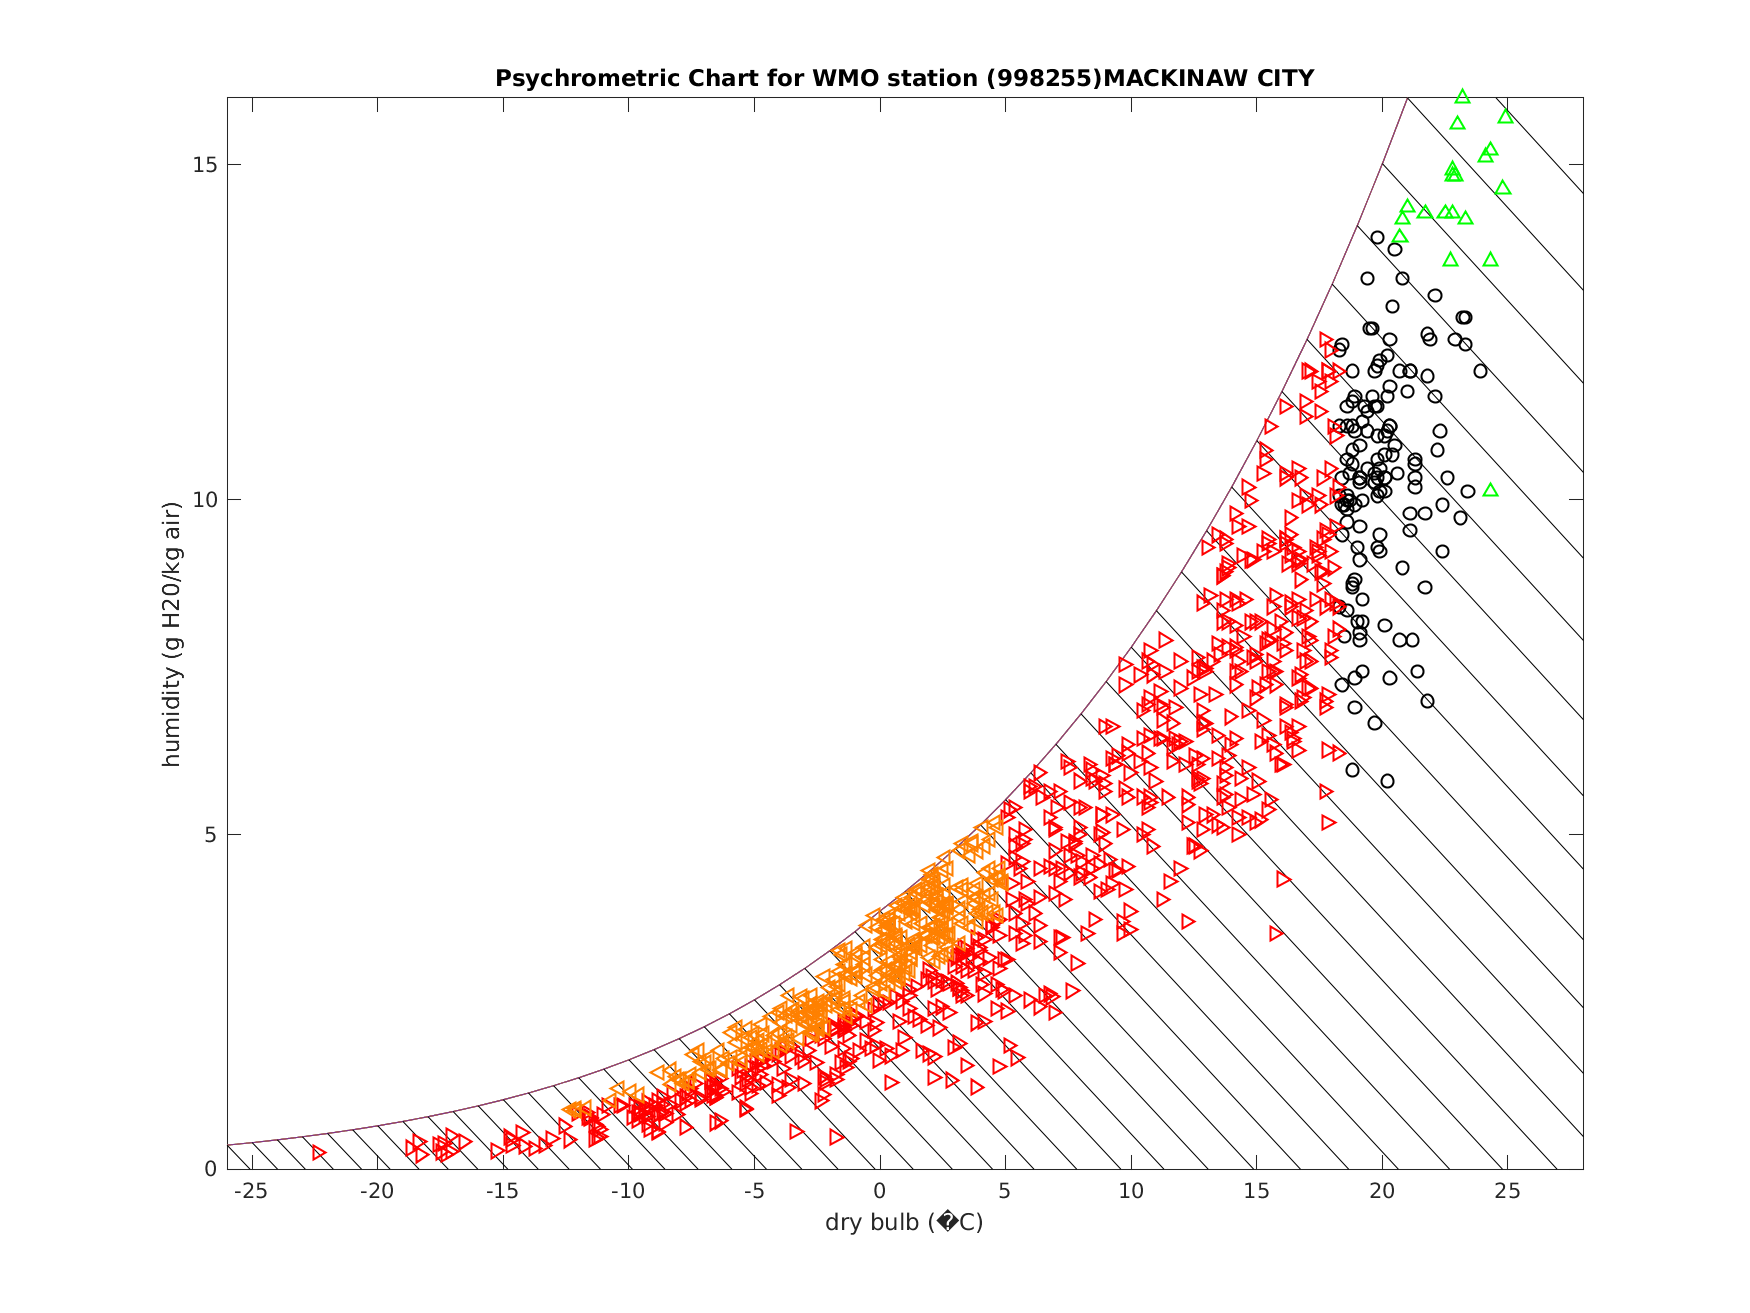 Psychrometric Chart for WMO station (998255)MACKINAW CITY
15
10
5
0
humidity (g H20/kg air)
-25 -20 -15 -10 -5 0 5 10 15 20 25
dry bulb (�C)